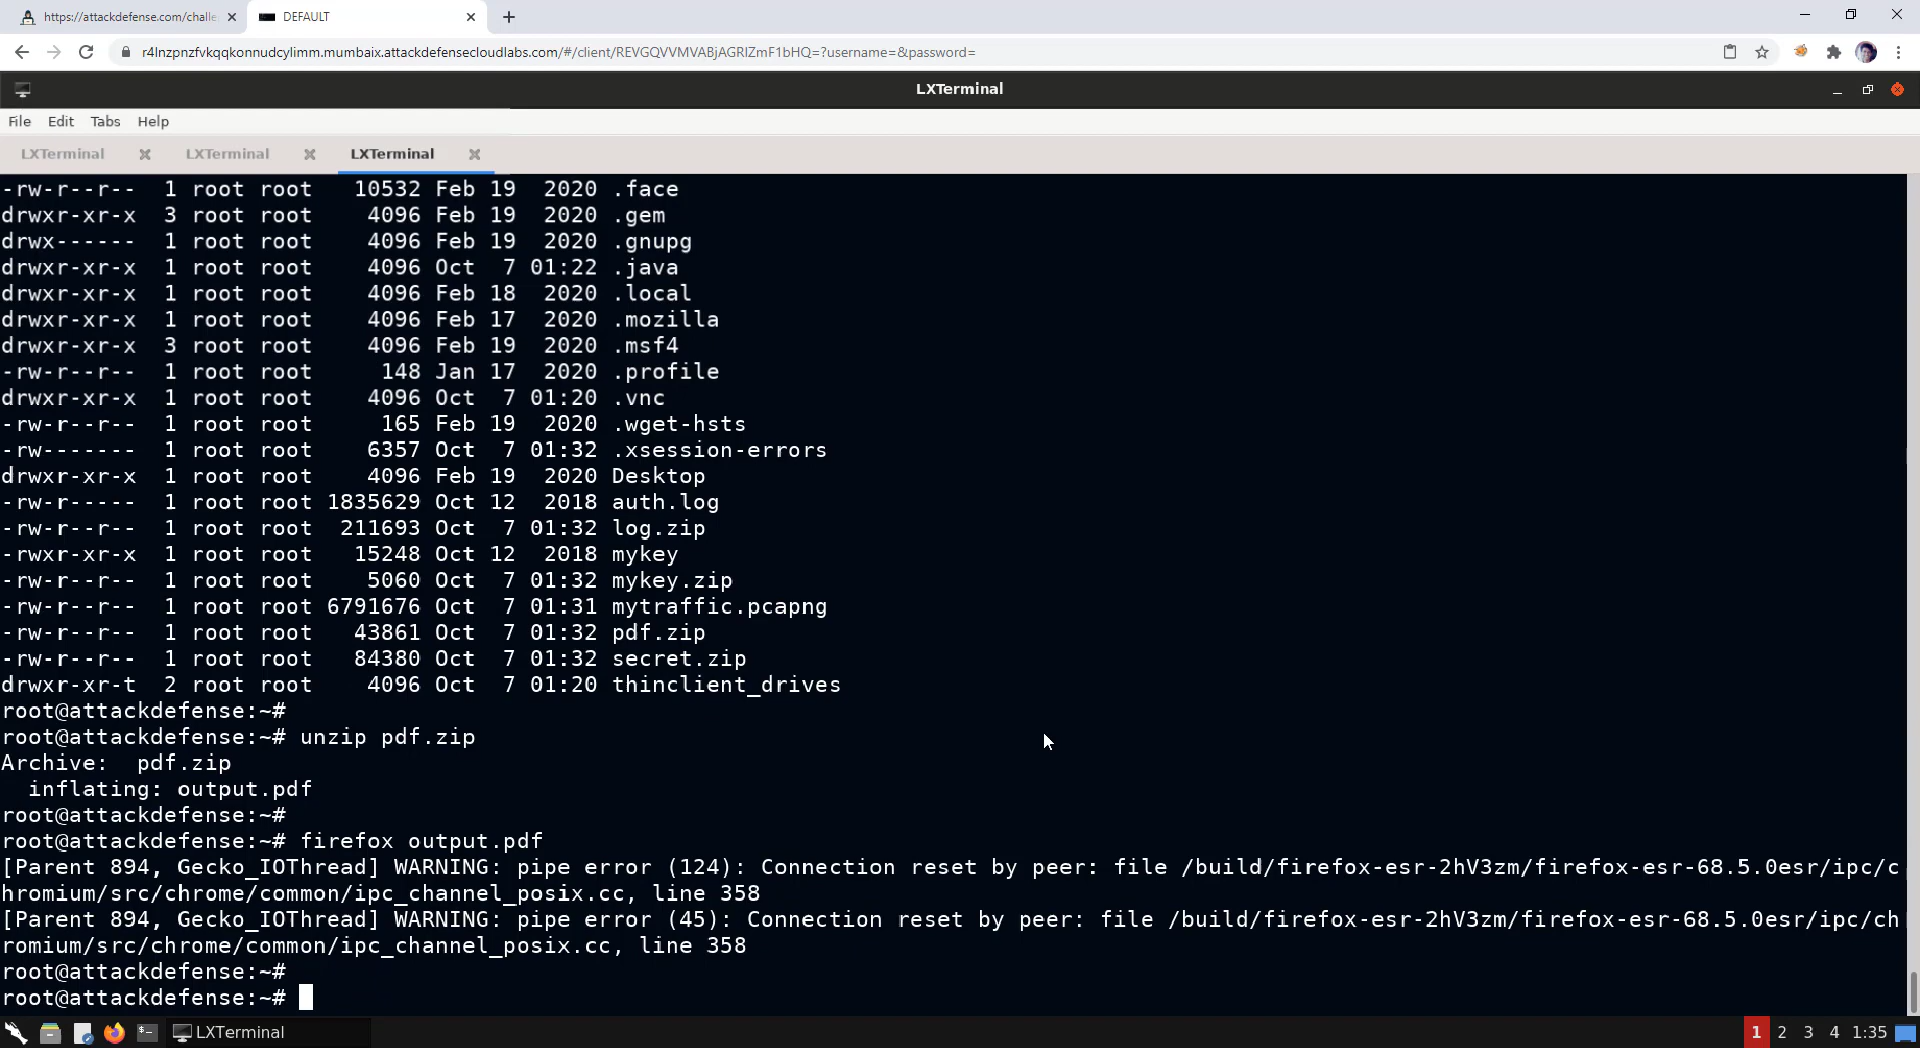 https://attackdefense.com/challe
DEFAULT
r4lnzpnzfvkqqkonnudcylimm.mumbaix.attackdefensecloudlabs.com/#/client/REVGQVVMVABjAGRlZmF1bHQ=?username=&password=
LXTerminal
File Edit Tabs Help
LXTerminal LXTerminal LXTerminal
-rw-r--r-- 1 root root 10532 Feb 19 2020 .face
drwxr-xr-x 3 root root 4096 Feb 19 2020 .gem
drwx------ 1 root root 4096 Feb 19 2020 .gnupg
drwxr-xr-x 1 root root 4096 Oct 7 01:22 .java
drwxr-xr-x 1 root root 4096 Feb 18 2020 .local
drwxr-xr-x 1 root root 4096 Feb 17 2020 .mozilla
drwxr-xr-x 3 root root 4096 Feb 19 2020 .msf4
-rw-r--r-- 1 root root 148 Jan 17 2020 .profile
drwxr-xr-x 1 root root 4096 Oct 7 01:20 .vnc
-rw-r--r-- 1 root root 165 Feb 19 2020 .wget-hsts
-rw------- 1 root root 6357 Oct 7 01:32 .xsession-errors
drwxr-xr-x 1 root root 4096 Feb 19 2020 Desktop
-rw-r----- 1 root root 1835629 Oct 12 2018 auth.log
-rw-r--r-- 1 root root 211693 Oct 7 01:32 log.zip
-rwxr-xr-x 1 root root 15248 Oct 12 2018 mykey
-rw-r--r-- 1 root root 5060 Oct 7 01:32 mykey.zip
-rw-r--r-- 1 root root 6791676 Oct 7 01:31 mytraffic.pcapng
-rw-r--r-- 1 root root 43861 Oct 7 01:32 pdf.zip
-rw-r--r-- 1 root root 84380 Oct 7 01:32 secret.zip
drwxr-xr-t 2 root root 4096 Oct 7 01:20 thinclient_drives
root@attackdefense:~#
root@attackdefense:~# unzip pdf.zip
Archive: pdf.zip
inflating: output.pdf
root@attackdefense:~#
root@attackdefense:~# firefox output.pdf
[Parent 894, Gecko_IOThread] WARNING: pipe error (124): Connection reset by peer: file /build/firefox-esr-2hV3zm/firefox-esr-68.5.0esr/ipc/c
hromium/src/chrome/common/ipc_channel_posix.cc, line 358
[Parent 894, Gecko_IOThread] WARNING: pipe error (45): Connection reset by peer: file /build/firefox-esr-2hV3zm/firefox-esr-68.5.0esr/ipc/ch
romium/src/chrome/common/ipc_channel_posix.cc, line 358
root@attackdefense:~#
root@attackdefense:~#
LXTerminal 1 2 3 4 1:35